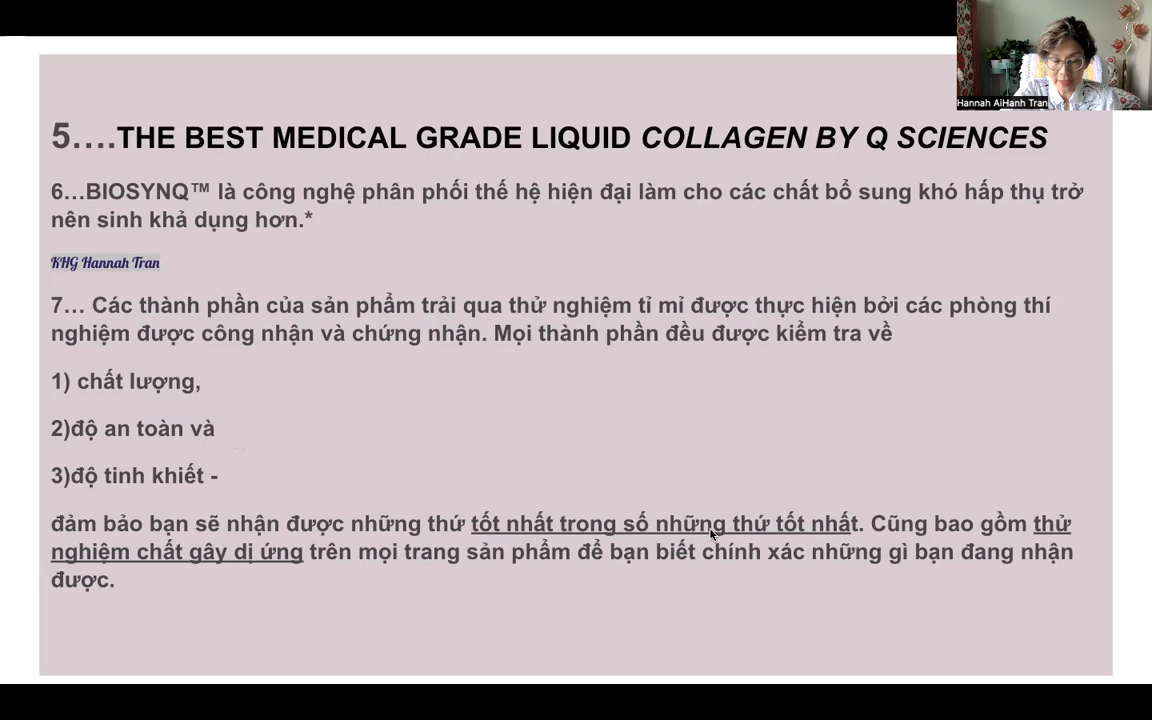 Hannah AiHanh Tran
5….THE BEST MEDICAL GRADE LIQUID COLLAGEN BY Q SCIENCES
6…BIOSYNQ™ là công nghệ phân phối thế hệ hiện đại làm cho các chất bổ sung khó hấp thụ trở
nên sinh khả dụng hơn.*
KHG Hannah Tran
7… Các thành phần của sản phẩm trải qua thử nghiệm tỉ mỉ được thực hiện bởi các phòng thí
nghiệm được công nhận và chứng nhận. Mọi thành phần đều được kiểm tra về
1) chất lượng,
2)độ an toàn và
3)độ tinh khiết -
đảm bảo bạn sẽ nhận được những thứ tốt nhất trong số những thứ tốt nhất. Cũng bao gồm thử
nghiệm chất gây dị ứng trên mọi trang sản phẩm để bạn biết chính xác những gì bạn đang nhận
được.